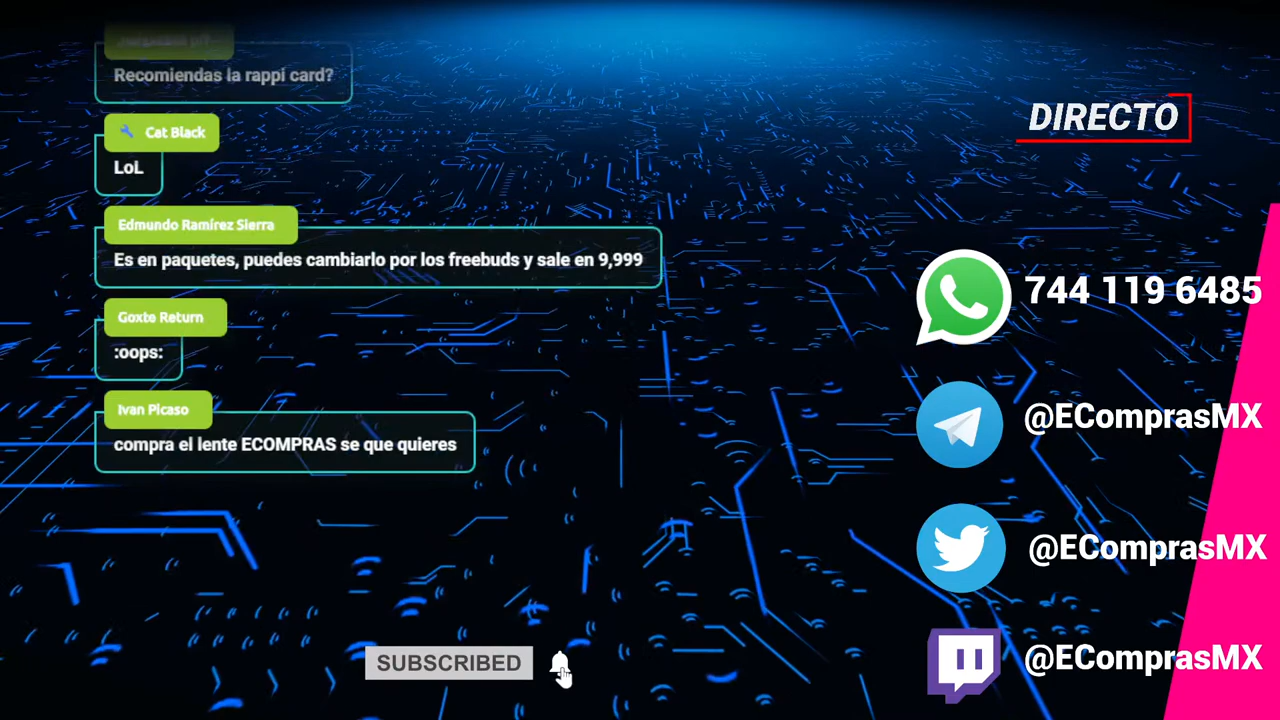 Recomiendas la rappi card?
Cat Black
LoL
Edmundo Ramírez Sierra
Es en paquetes, puedes cambiarlo por los freebuds y sale en 9,999
Goxte Return
:oops:
Ivan Picaso
compra el lente ECOMPRAS se que quieres
SUBSCRIBED
DIRECTO
744 119 6485
@EComprasMX
@EComprasMX
@EComprasMX